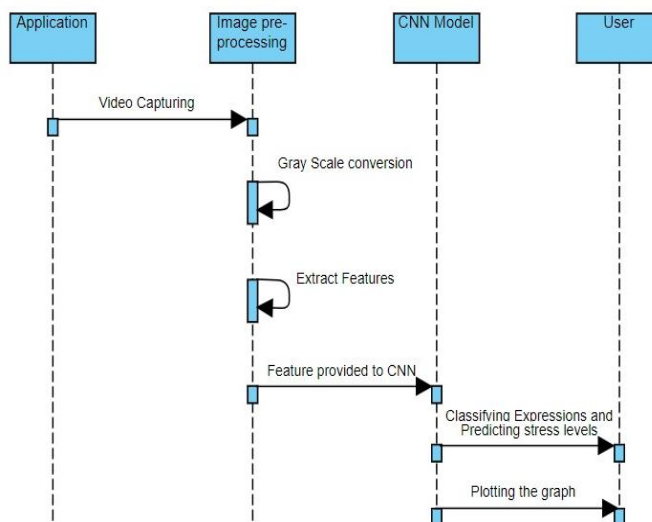 Application
Image pre-
processing
CNN Model
User
Video Capturing
Gray Scale conversion
Extract Features
Feature provided to CNN
Classifying Expressions and
Predicting stress levels
Plotting the graph